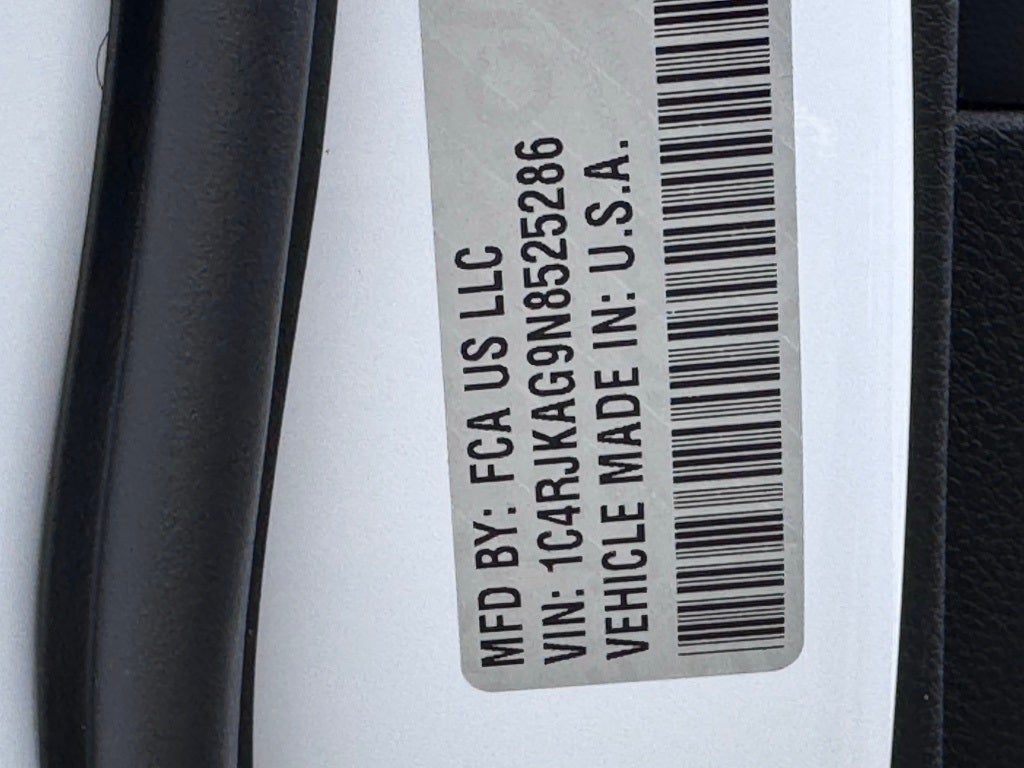 MFD BY: FCA US LLC
VIN: 1C4RJKAG9N8525286
VEHICLE MADE IN: U.S.A.